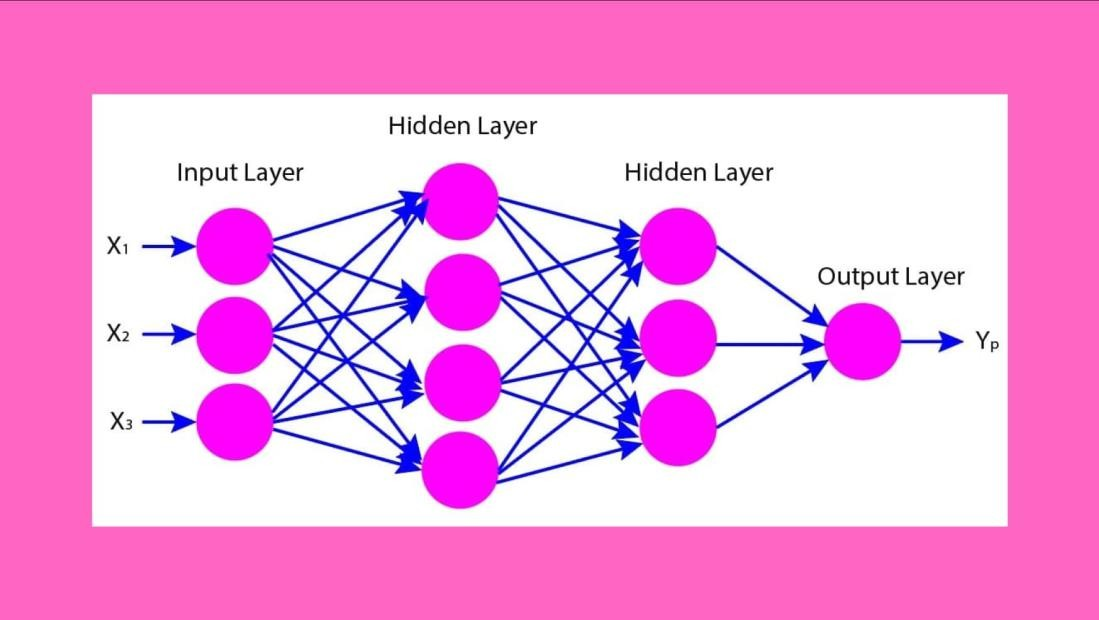 Hidden Layer
Input Layer
Hidden Layer
Output Layer
X₁
X₂
X₃
Yₚ